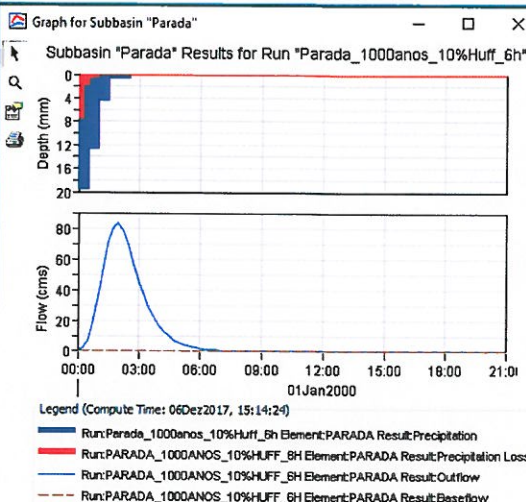 Graph for Subbasin "Parada"
Subbasin "Parada" Results for Run "Parada_1000anos_10%Huff_6h"
Depth (mm)
0
4
8
12
16
20
Flow (cms)
80
60
40
20
0
00:00 03:00 06:00 09:00 12:00 15:00 18:00 21:0
01Jan2000
Legend (Compute Time: 06Dez2017, 15:14:24)
Run:Parada_1000anos_10%Huff_6h Element:PARADA Result:Precipitation
Run:PARADA_1000ANOS_10%HUFF_6H Element:PARADA Result:Precipitation Loss
Run:PARADA_1000ANOS_10%HUFF_6H Element:PARADA Result:Outflow
Run:PARADA_1000ANOS_10%HUFF_6H Element:PARADA Result:Baseflow